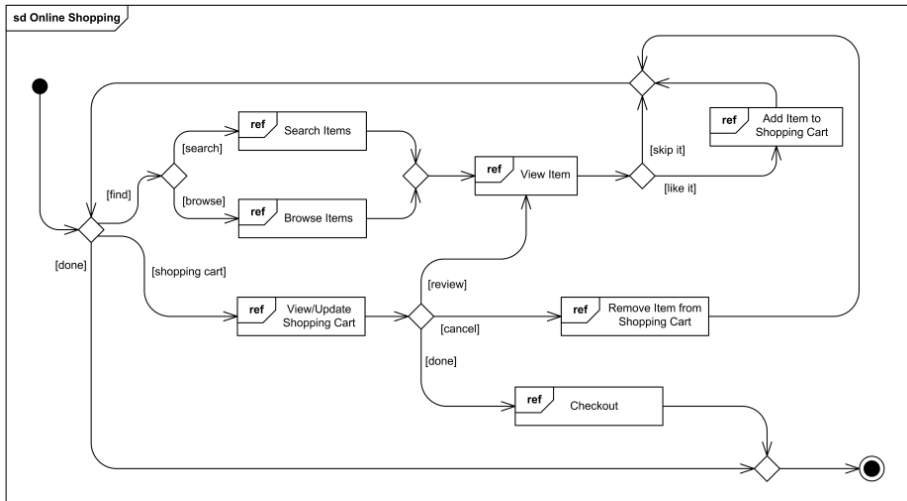 sd Online Shopping
ref
Search Items
[search]
ref
Add Item to
Shopping Cart
[skip it]
[like it]
ref
View Item
[find]
[browse]
ref
Browse Items
[done]
[shopping cart]
[review]
ref
View/Update
Shopping Cart
[cancel]
ref
Remove Item from
Shopping Cart
[done]
ref
Checkout